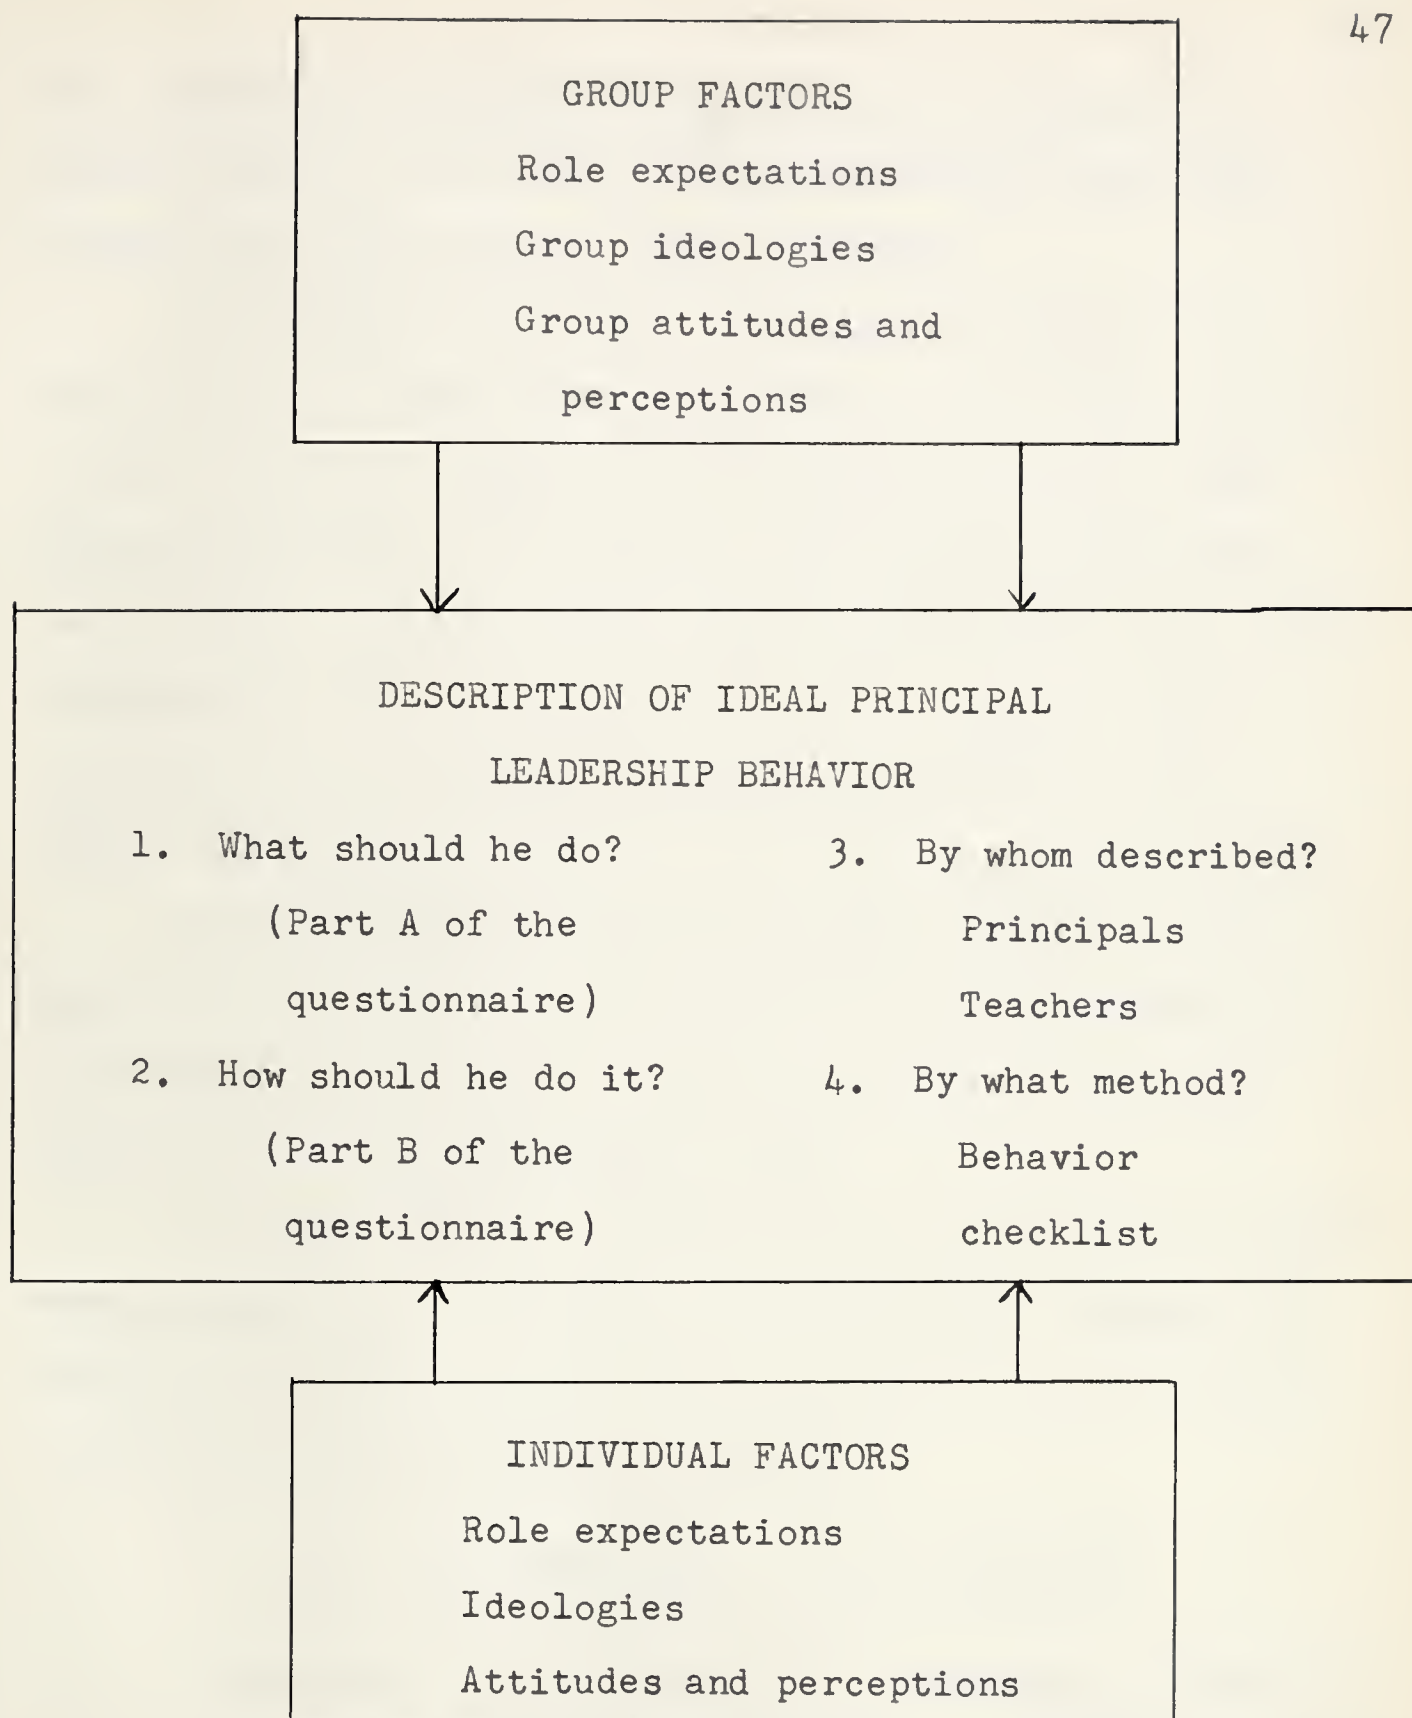 47
GROUP FACTORS
Role expectations
Group ideologies
Group attitudes and
perceptions
DESCRIPTION OF IDEAL PRINCIPAL
LEADERSHIP BEHAVIOR
1. What should he do?
(Part A of the
questionnaire)
2. How should he do it?
(Part B of the
questionnaire)
3. By whom described?
Principals
Teachers
4. By what method?
Behavior
checklist
INDIVIDUAL FACTORS
Role expectations
Ideologies
Attitudes and perceptions